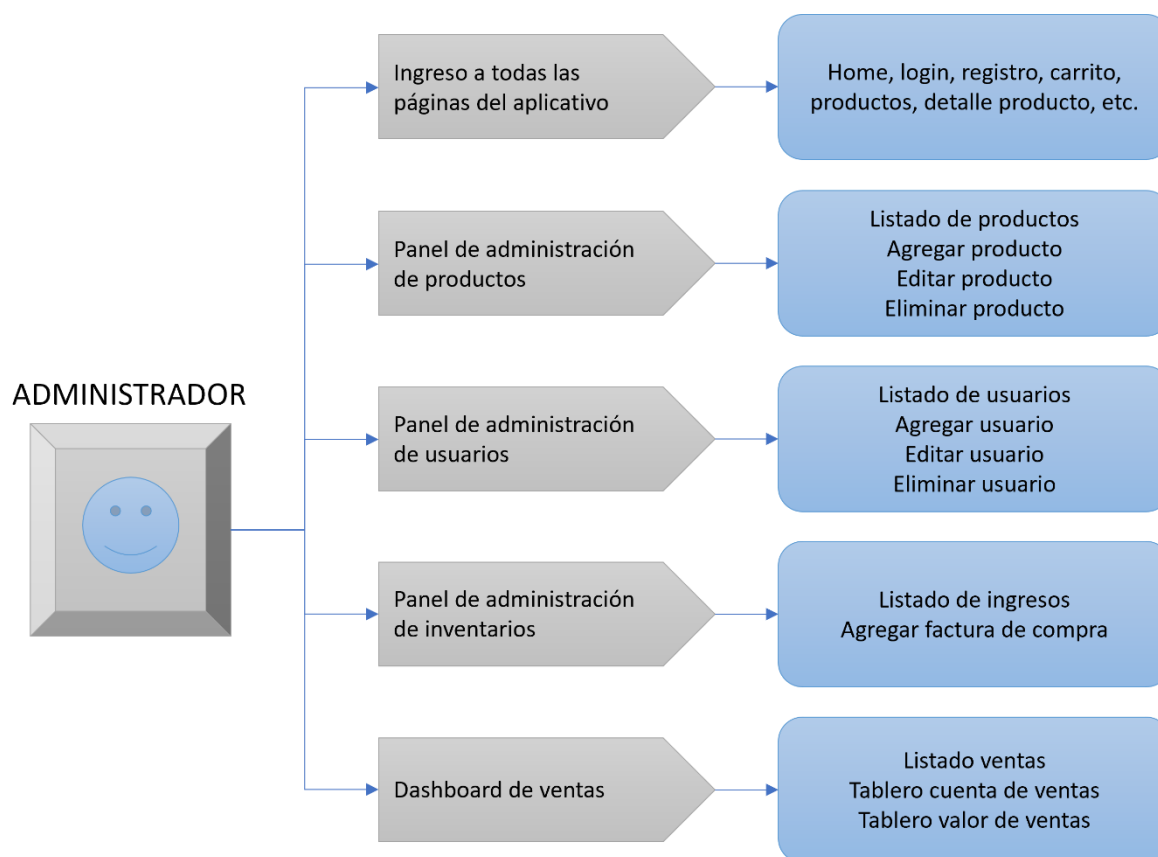 Ingreso a todas las
páginas del aplicativo
Home, login, registro, carrito,
productos, detalle producto, etc.
Panel de administración
de productos
Listado de productos
Agregar producto
Editar producto
Eliminar producto
ADMINISTRADOR
Panel de administración
de usuarios
Listado de usuarios
Agregar usuario
Editar usuario
Eliminar usuario
Panel de administración
de inventarios
Listado de ingresos
Agregar factura de compra
Dashboard de ventas
Listado ventas
Tablero cuenta de ventas
Tablero valor de ventas